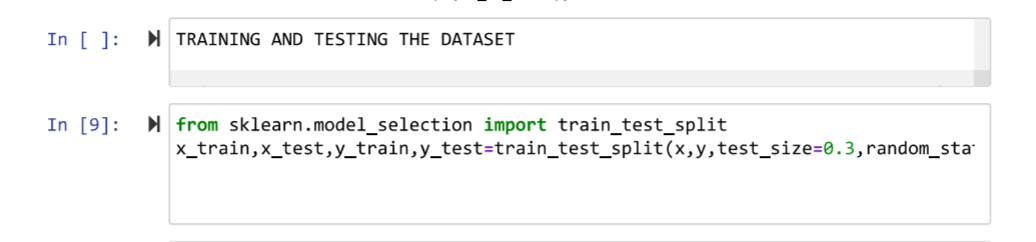 In [ ]: TRAINING AND TESTING THE DATASET
In [9]: from sklearn.model_selection import train_test_split
x_train,x_test,y_train,y_test=train_test_split(x,y,test_size=0.3,random_sta